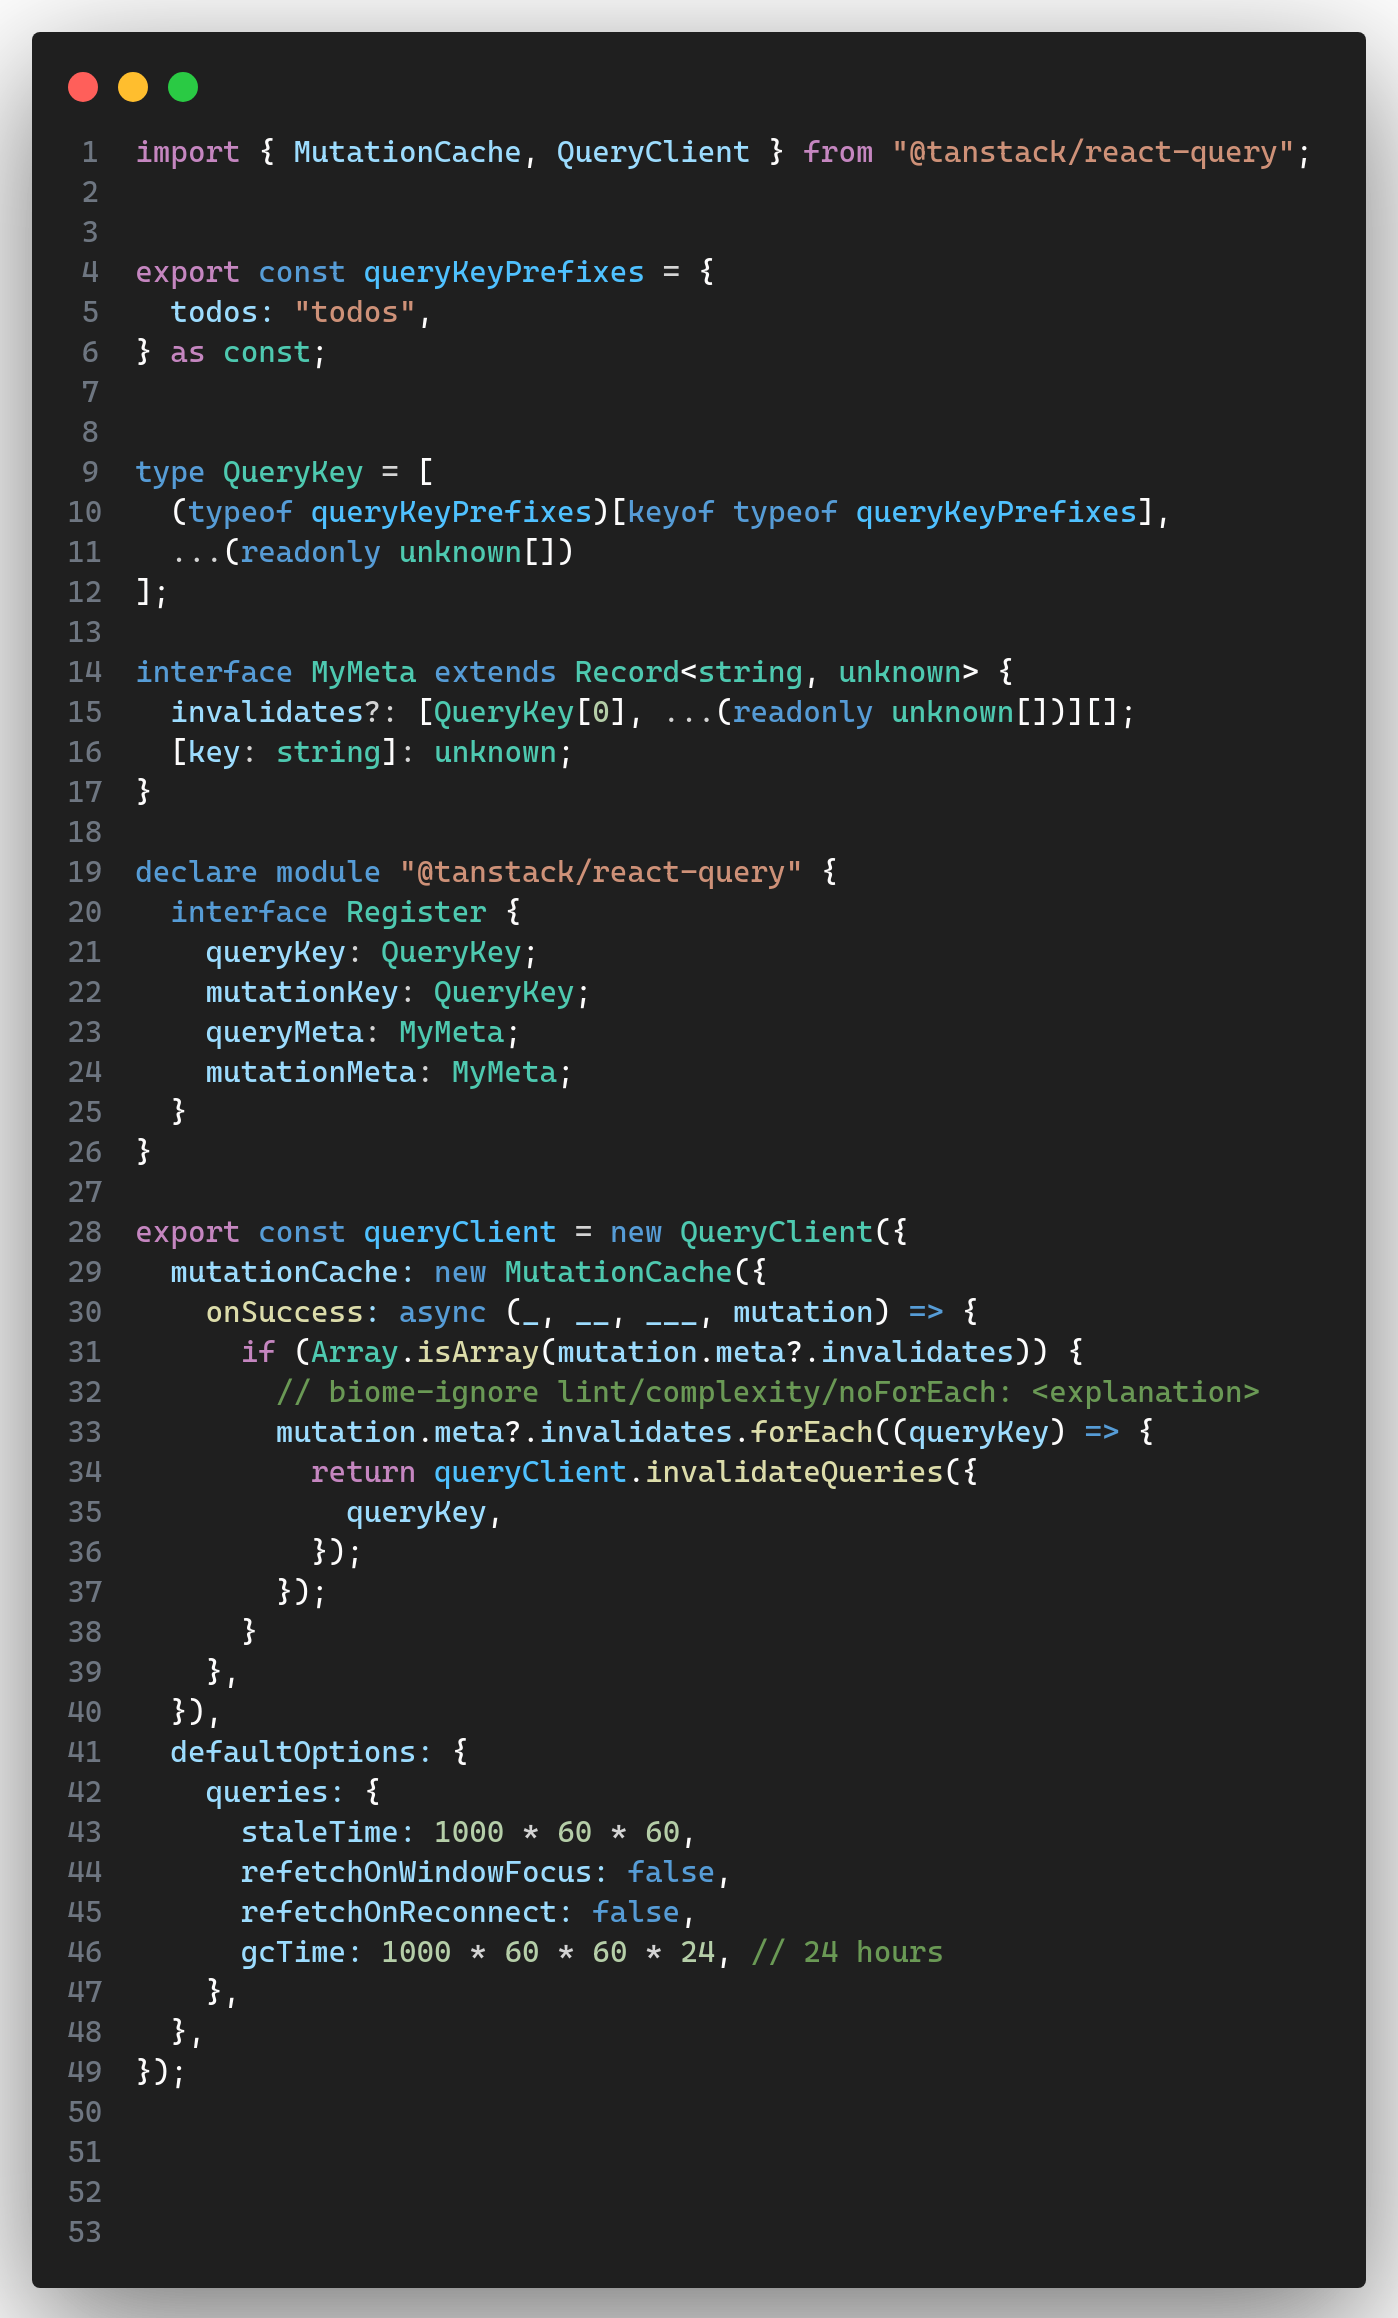 1 import { MutationCache, QueryClient } from "@tanstack/react-query";
2
3
4 export const queryKeyPrefixes = {
5   todos: "todos",
6 } as const;
7
8
9 type QueryKey = [
10   (typeof queryKeyPrefixes)[keyof typeof queryKeyPrefixes],
11   ...(readonly unknown[])
12 ];
13
14 interface MyMeta extends Record<string, unknown> {
15   invalidates?: [QueryKey[0], ...(readonly unknown[])][];
16   [key: string]: unknown;
17 }
18
19 declare module "@tanstack/react-query" {
20   interface Register {
21     queryKey: QueryKey;
22     mutationKey: QueryKey;
23     queryMeta: MyMeta;
24     mutationMeta: MyMeta;
25   }
26 }
27
28 export const queryClient = new QueryClient({
29   mutationCache: new MutationCache({
30     onSuccess: async (_, __, ___, mutation) => {
31       if (Array.isArray(mutation.meta?.invalidates)) {
32         // biome-ignore lint/complexity/noForEach: <explanation>
33         mutation.meta?.invalidates.forEach((queryKey) => {
34           return queryClient.invalidateQueries({
35             queryKey,
36           });
37         });
38       }
39     },
40   }),
41   defaultOptions: {
42     queries: {
43       staleTime: 1000 * 60 * 60,
44       refetchOnWindowFocus: false,
45       refetchOnReconnect: false,
46       gcTime: 1000 * 60 * 60 * 24, // 24 hours
47     },
48   },
49 });
50
51
52
53